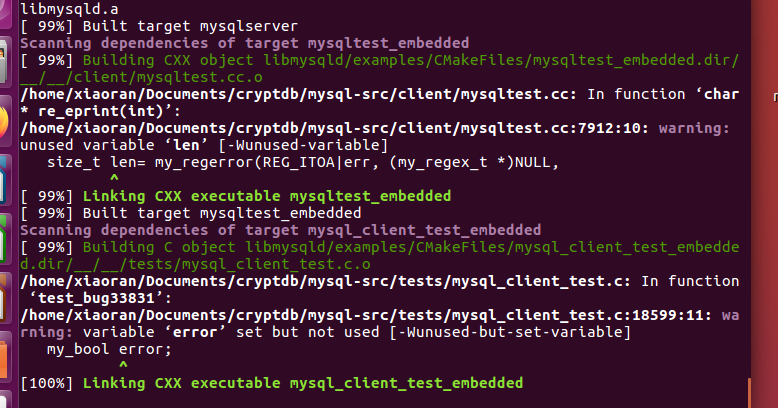 libmysqld.a
[ 99%] Built target mysqlserver
Scanning dependencies of target mysqltest_embedded
[ 99%] Building CXX object libmysqld/examples/CMakeFiles/mysqltest_embedded.dir/
__/__/client/mysqltest.cc.o
/home/xiaoran/Documents/cryptdb/mysql-src/client/mysqltest.cc: In function ‘char
* re_eprint(int)’:
/home/xiaoran/Documents/cryptdb/mysql-src/client/mysqltest.cc:7912:10: warning:
unused variable ‘len’ [-Wunused-variable]
   size_t len= my_regerror(REG_ITOA|err, (my_regex_t *)NULL,
          ^
[ 99%] Linking CXX executable mysqltest_embedded
[ 99%] Built target mysqltest_embedded
Scanning dependencies of target mysql_client_test_embedded
[ 99%] Building C object libmysqld/examples/CMakeFiles/mysql_client_test_embedde
d.dir/__/__/tests/mysql_client_test.c.o
/home/xiaoran/Documents/cryptdb/mysql-src/tests/mysql_client_test.c: In function
 ‘test_bug33831’:
/home/xiaoran/Documents/cryptdb/mysql-src/tests/mysql_client_test.c:18599:11: wa
rning: variable ‘error’ set but not used [-Wunused-but-set-variable]
   my_bool error;
           ^
[100%] Linking CXX executable mysql_client_test_embedded